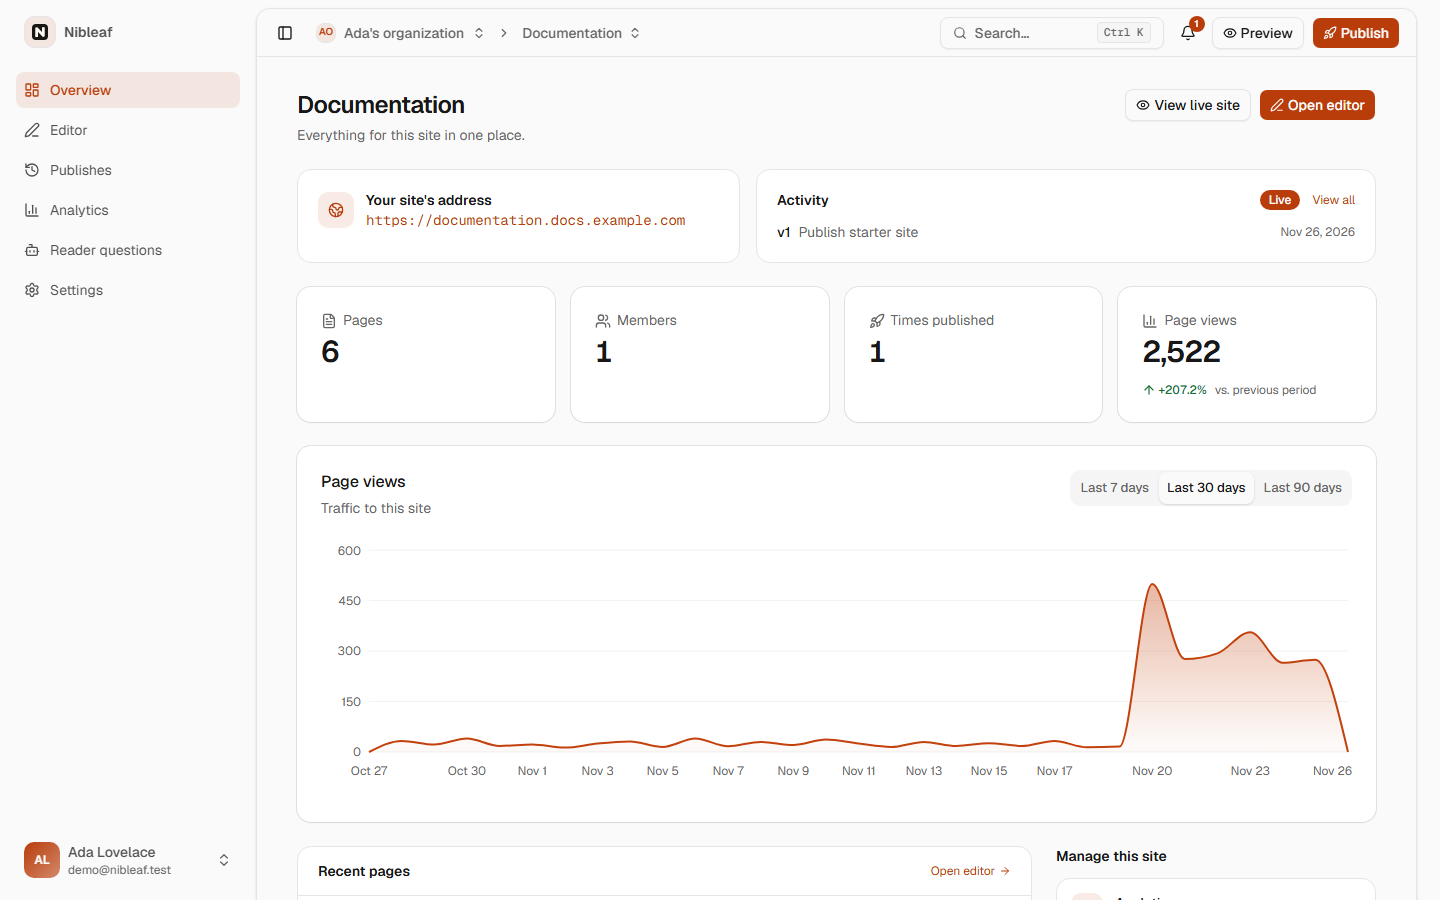 Nibleaf
Overview
Editor
Publishes
Analytics
Reader questions
Settings
AL
Ada Lovelace
demo@nibleaf.test
AO Ada's organization
Documentation
Search... Ctrl K
1
Preview
Publish
Documentation
Everything for this site in one place.
View live site
Open editor
Your site's address
https://documentation.docs.example.com
Activity
Live
View all
v1 Publish starter site
Nov 26, 2026
Pages
6
Members
1
Times published
1
Page views
2,522
+207.2% vs. previous period
Page views
Traffic to this site
Last 7 days
Last 30 days
Last 90 days
600
450
300
150
0
Oct 27 Oct 30 Nov 1 Nov 3 Nov 5 Nov 7 Nov 9 Nov 11 Nov 13 Nov 15 Nov 17 Nov 20 Nov 23 Nov 26
Recent pages
Open editor
Manage this site